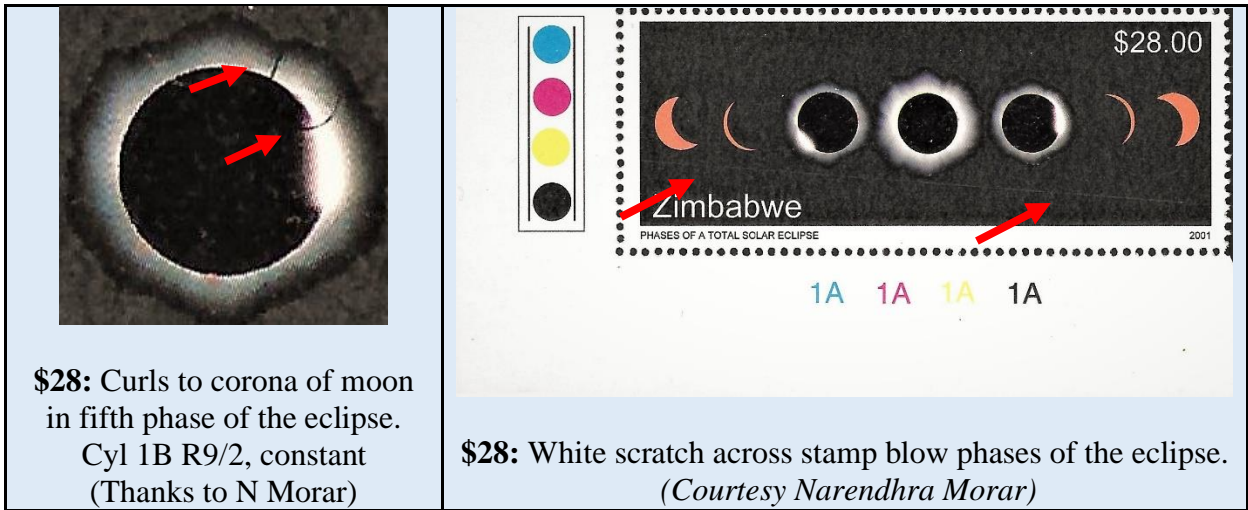 $28: Curls to corona of moon
in fifth phase of the eclipse.
Cyl 1B R9/2, constant
(Thanks to N Morar)
$28.00
Zimbabwe
PHASES OF A TOTAL SOLAR ECLIPSE
2001
1A 1A 1A 1A
$28: White scratch across stamp blow phases of the eclipse.
(Courtesy Narendhra Morar)